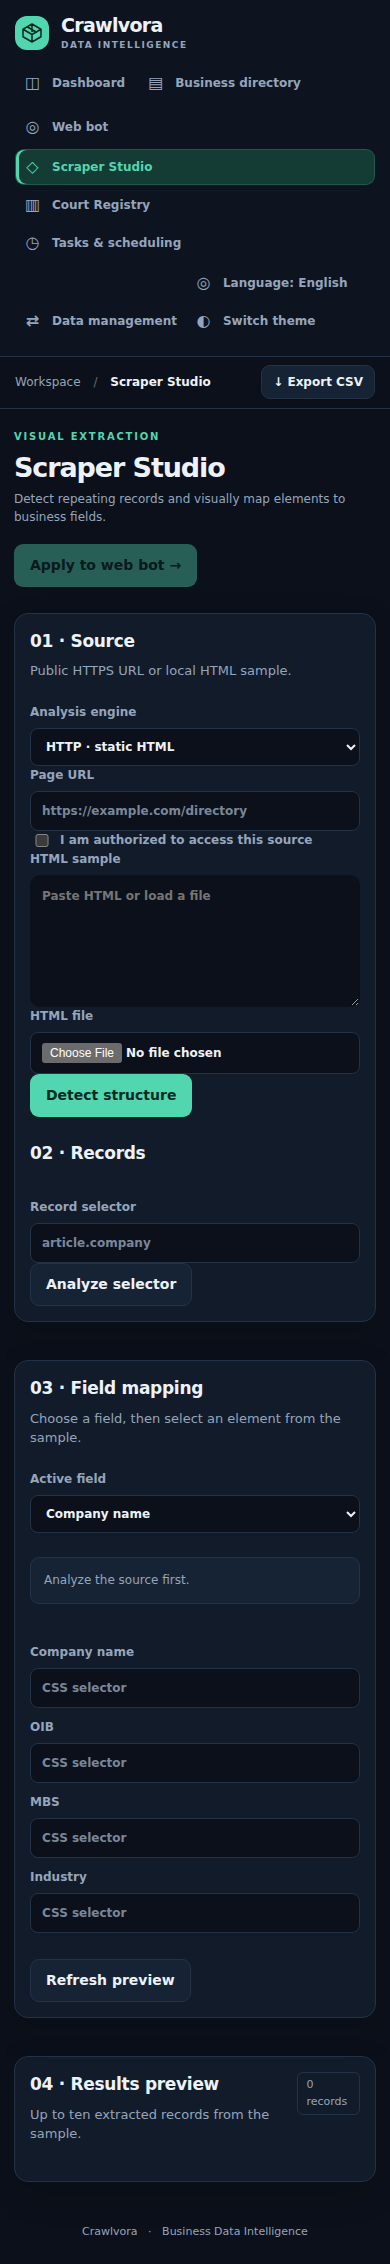 Crawlvora
DATA INTELLIGENCE
Dashboard
Business directory
Web bot
Scraper Studio
Court Registry
Tasks & scheduling
Language: English
Data management
Switch theme
Workspace / Scraper Studio
↓ Export CSV
VISUAL EXTRACTION
Scraper Studio
Detect repeating records and visually map elements to
business fields.
Apply to web bot →
01 · Source
Public HTTPS URL or local HTML sample.
Analysis engine
HTTP · static HTML
Page URL
https://example.com/directory
I am authorized to access this source
HTML sample
Paste HTML or load a file
HTML file
Choose File No file chosen
Detect structure
02 · Records
Record selector
article.company
Analyze selector
03 · Field mapping
Choose a field, then select an element from the
sample.
Active field
Company name
Analyze the source first.
Company name
CSS selector
OIB
CSS selector
MBS
CSS selector
Industry
CSS selector
Refresh preview
04 · Results preview
0
records
Up to ten extracted records from the
sample.
Crawlvora · Business Data Intelligence